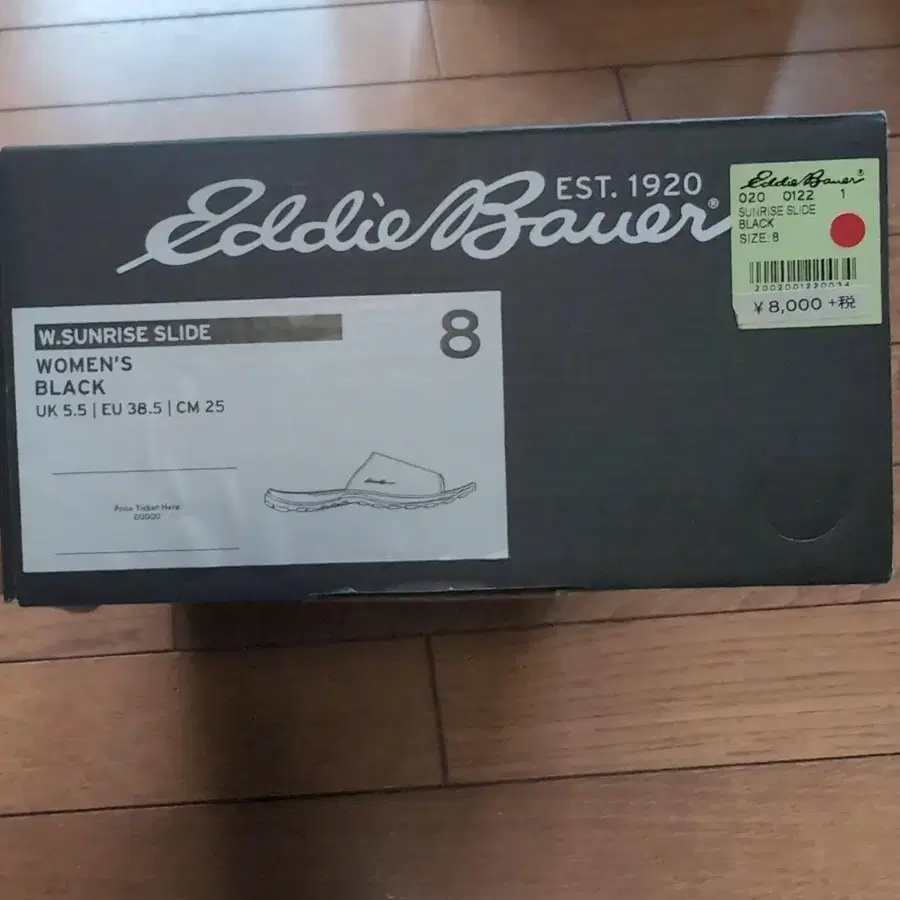 Eddie Bauer®
EST. 1920
W.SUNRISE SLIDE
8
WOMEN'S
BLACK
UK 5.5 | EU 38.5 | CM 25
Price Ticket Here
Eddie Bauer®
020 0122 1
SUNRISE SLIDE
BLACK
SIZE: 8
2002001220034
¥8,000 +税